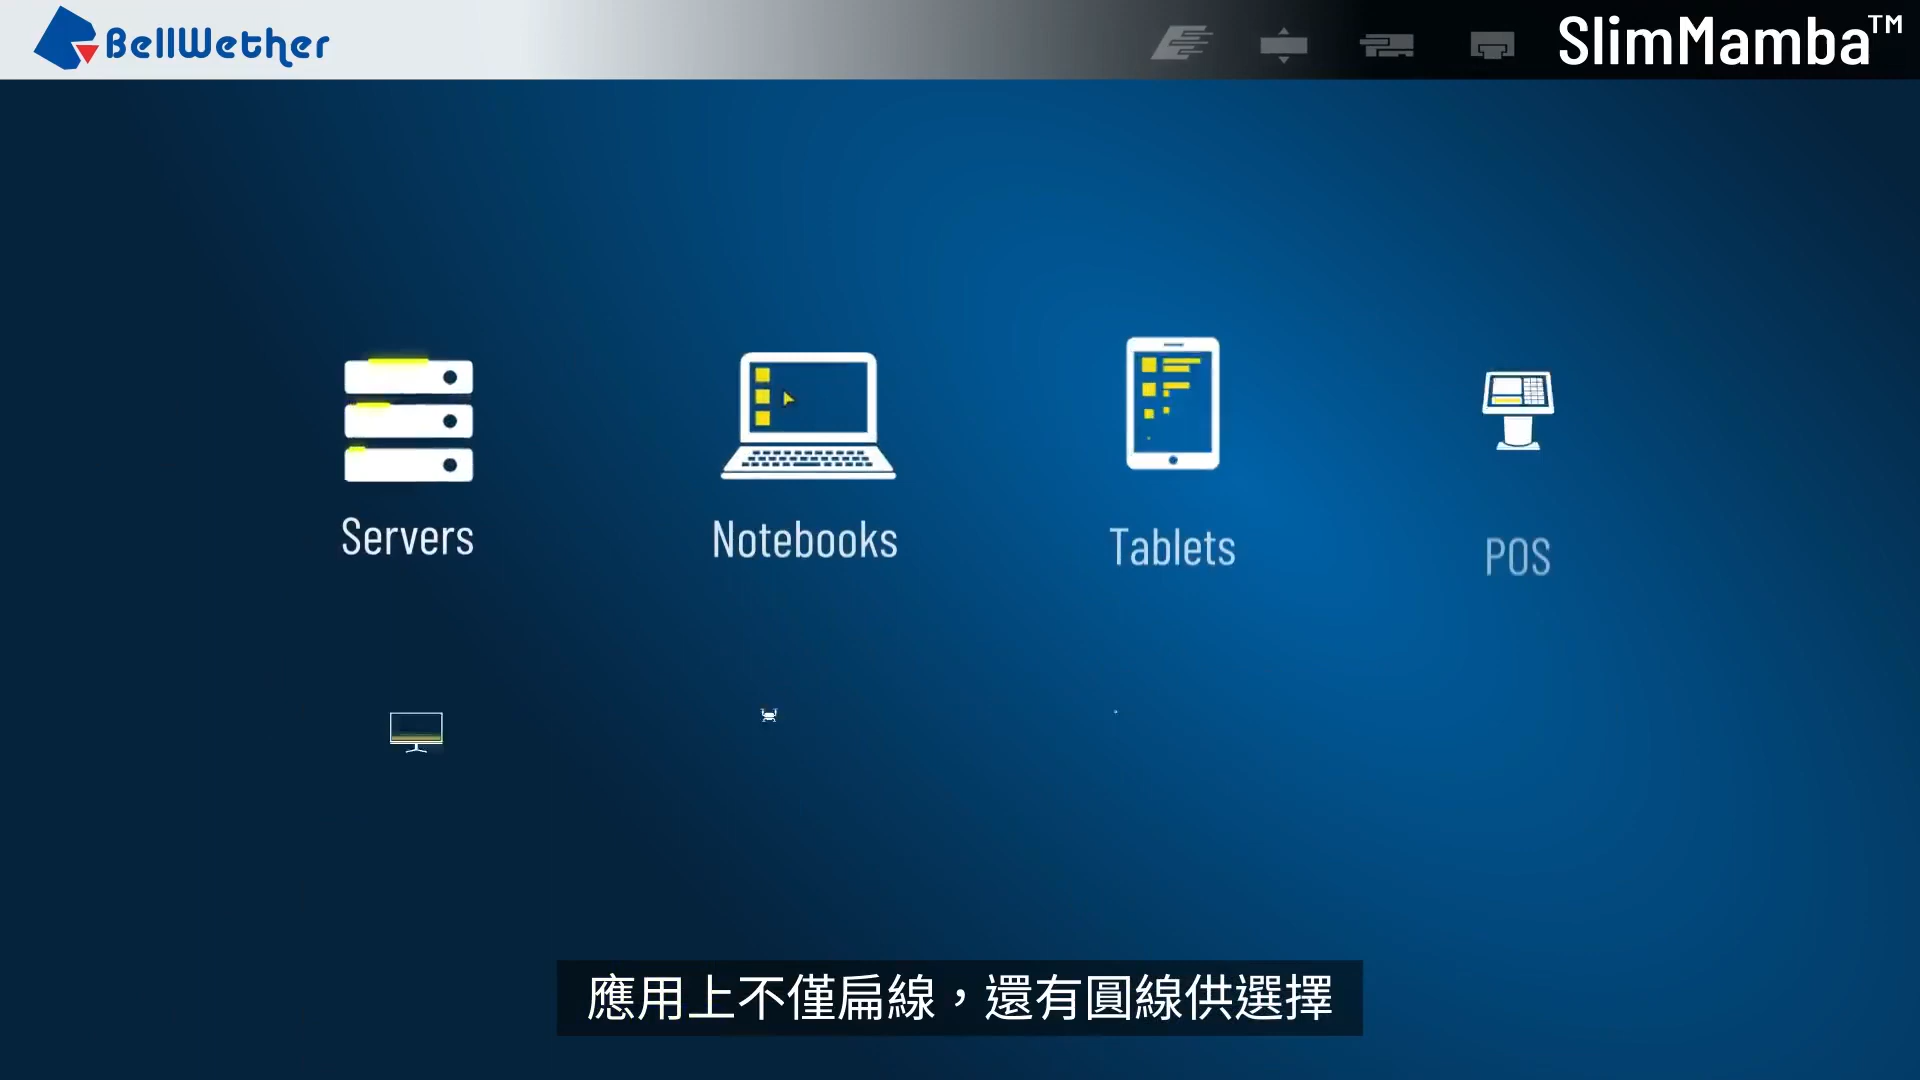 BellWether
SlimMamba™
Servers
Notebooks
Tablets
POS
應用上不僅扁線，還有圓線供選擇